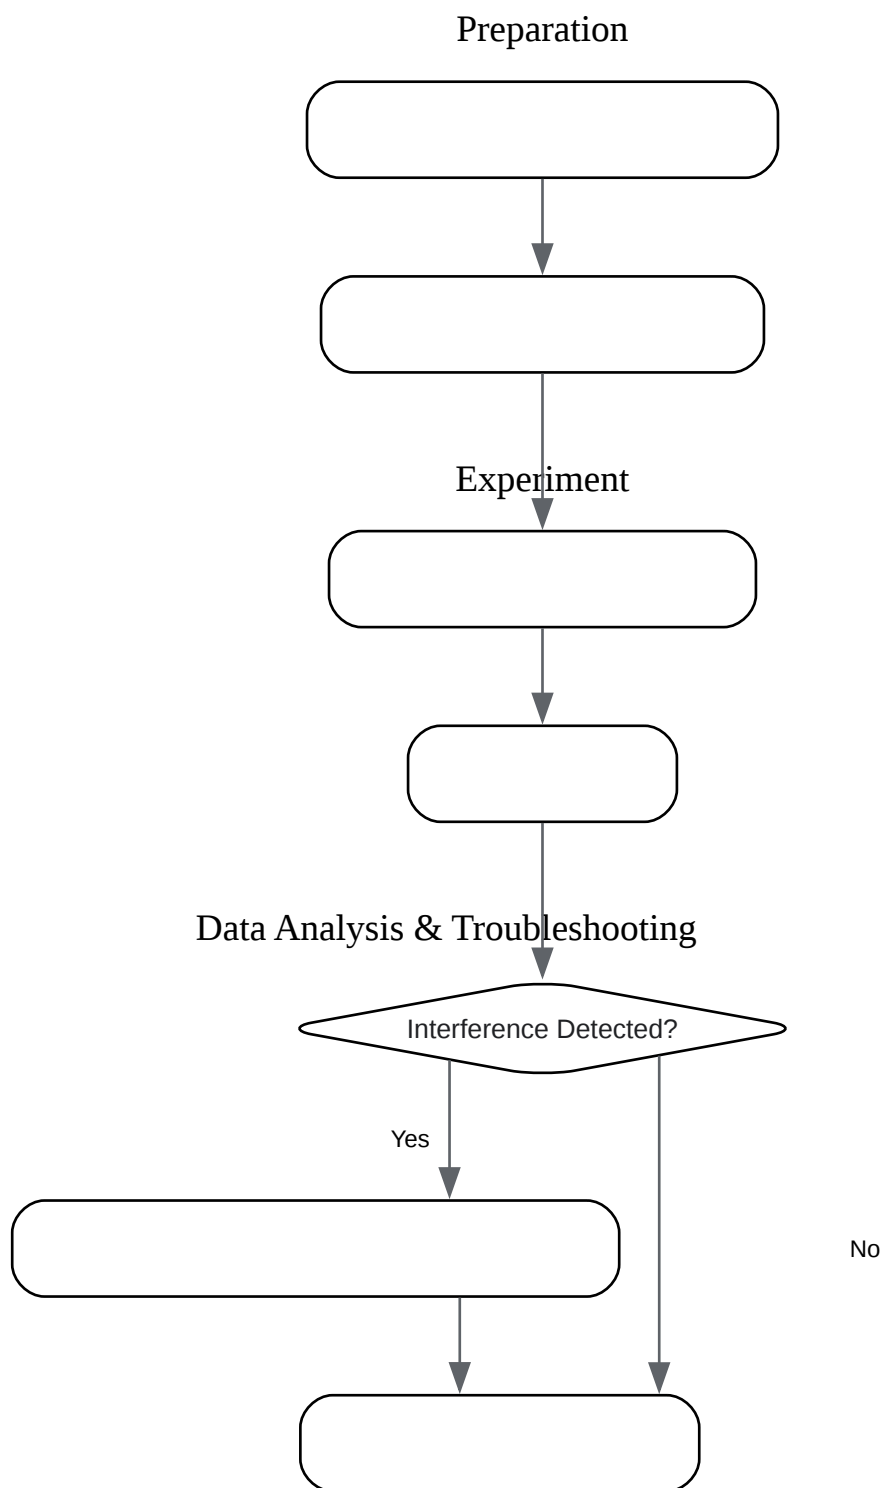 Preparation
Experiment
Data Analysis & Troubleshooting
Interference Detected?
Yes
No